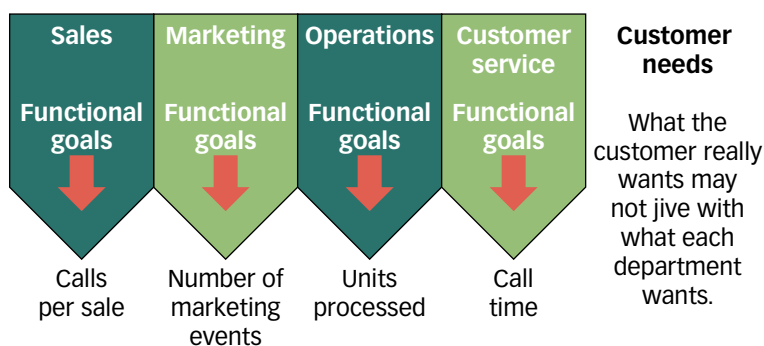 Sales
Functional
goals
Calls
per sale
Marketing
Functional
goals
Number of
marketing
events
Operations
Functional
goals
Units
processed
Customer
service
Functional
goals
Call
time
Customer
needs
What the
customer really
wants may
not jive with
what each
department
wants.